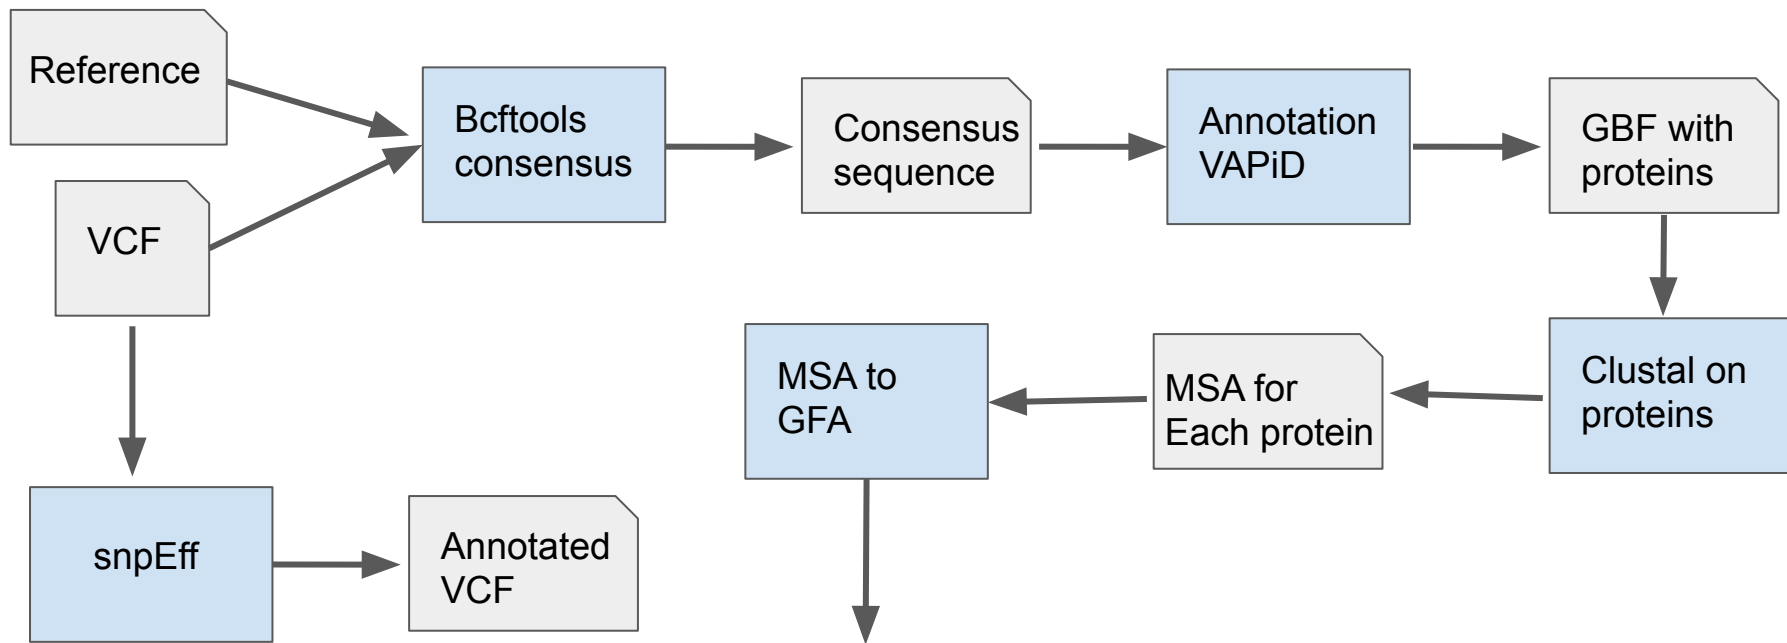 Reference
VCF
Bcftools
consensus
Consensus
sequence
Annotation
VAPiD
GBF with
proteins
Clustal on
proteins
MSA for
Each protein
MSA to
GFA
snpEff
Annotated
VCF